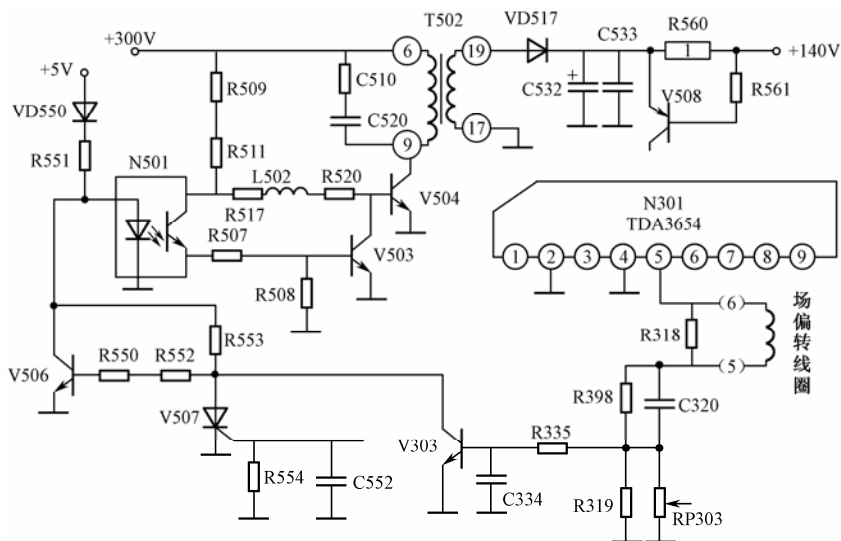 T502
VD517
R560
+300V
6
19
C533
1
+140V
+5V
C510
C532
+
R509
V508
R561
VD550
C520
17
R551
R511
9
N501
L502
R520
V504
R517
N301
TDA3654
R507
V503
1 2 3 4 5 6 7 8 9
R508
(6)
场偏转线圈
R318
R553
(5)
V506
R550
R552
R398
C320
V507
V303
R335
R554
C552
C334
R319
RP303